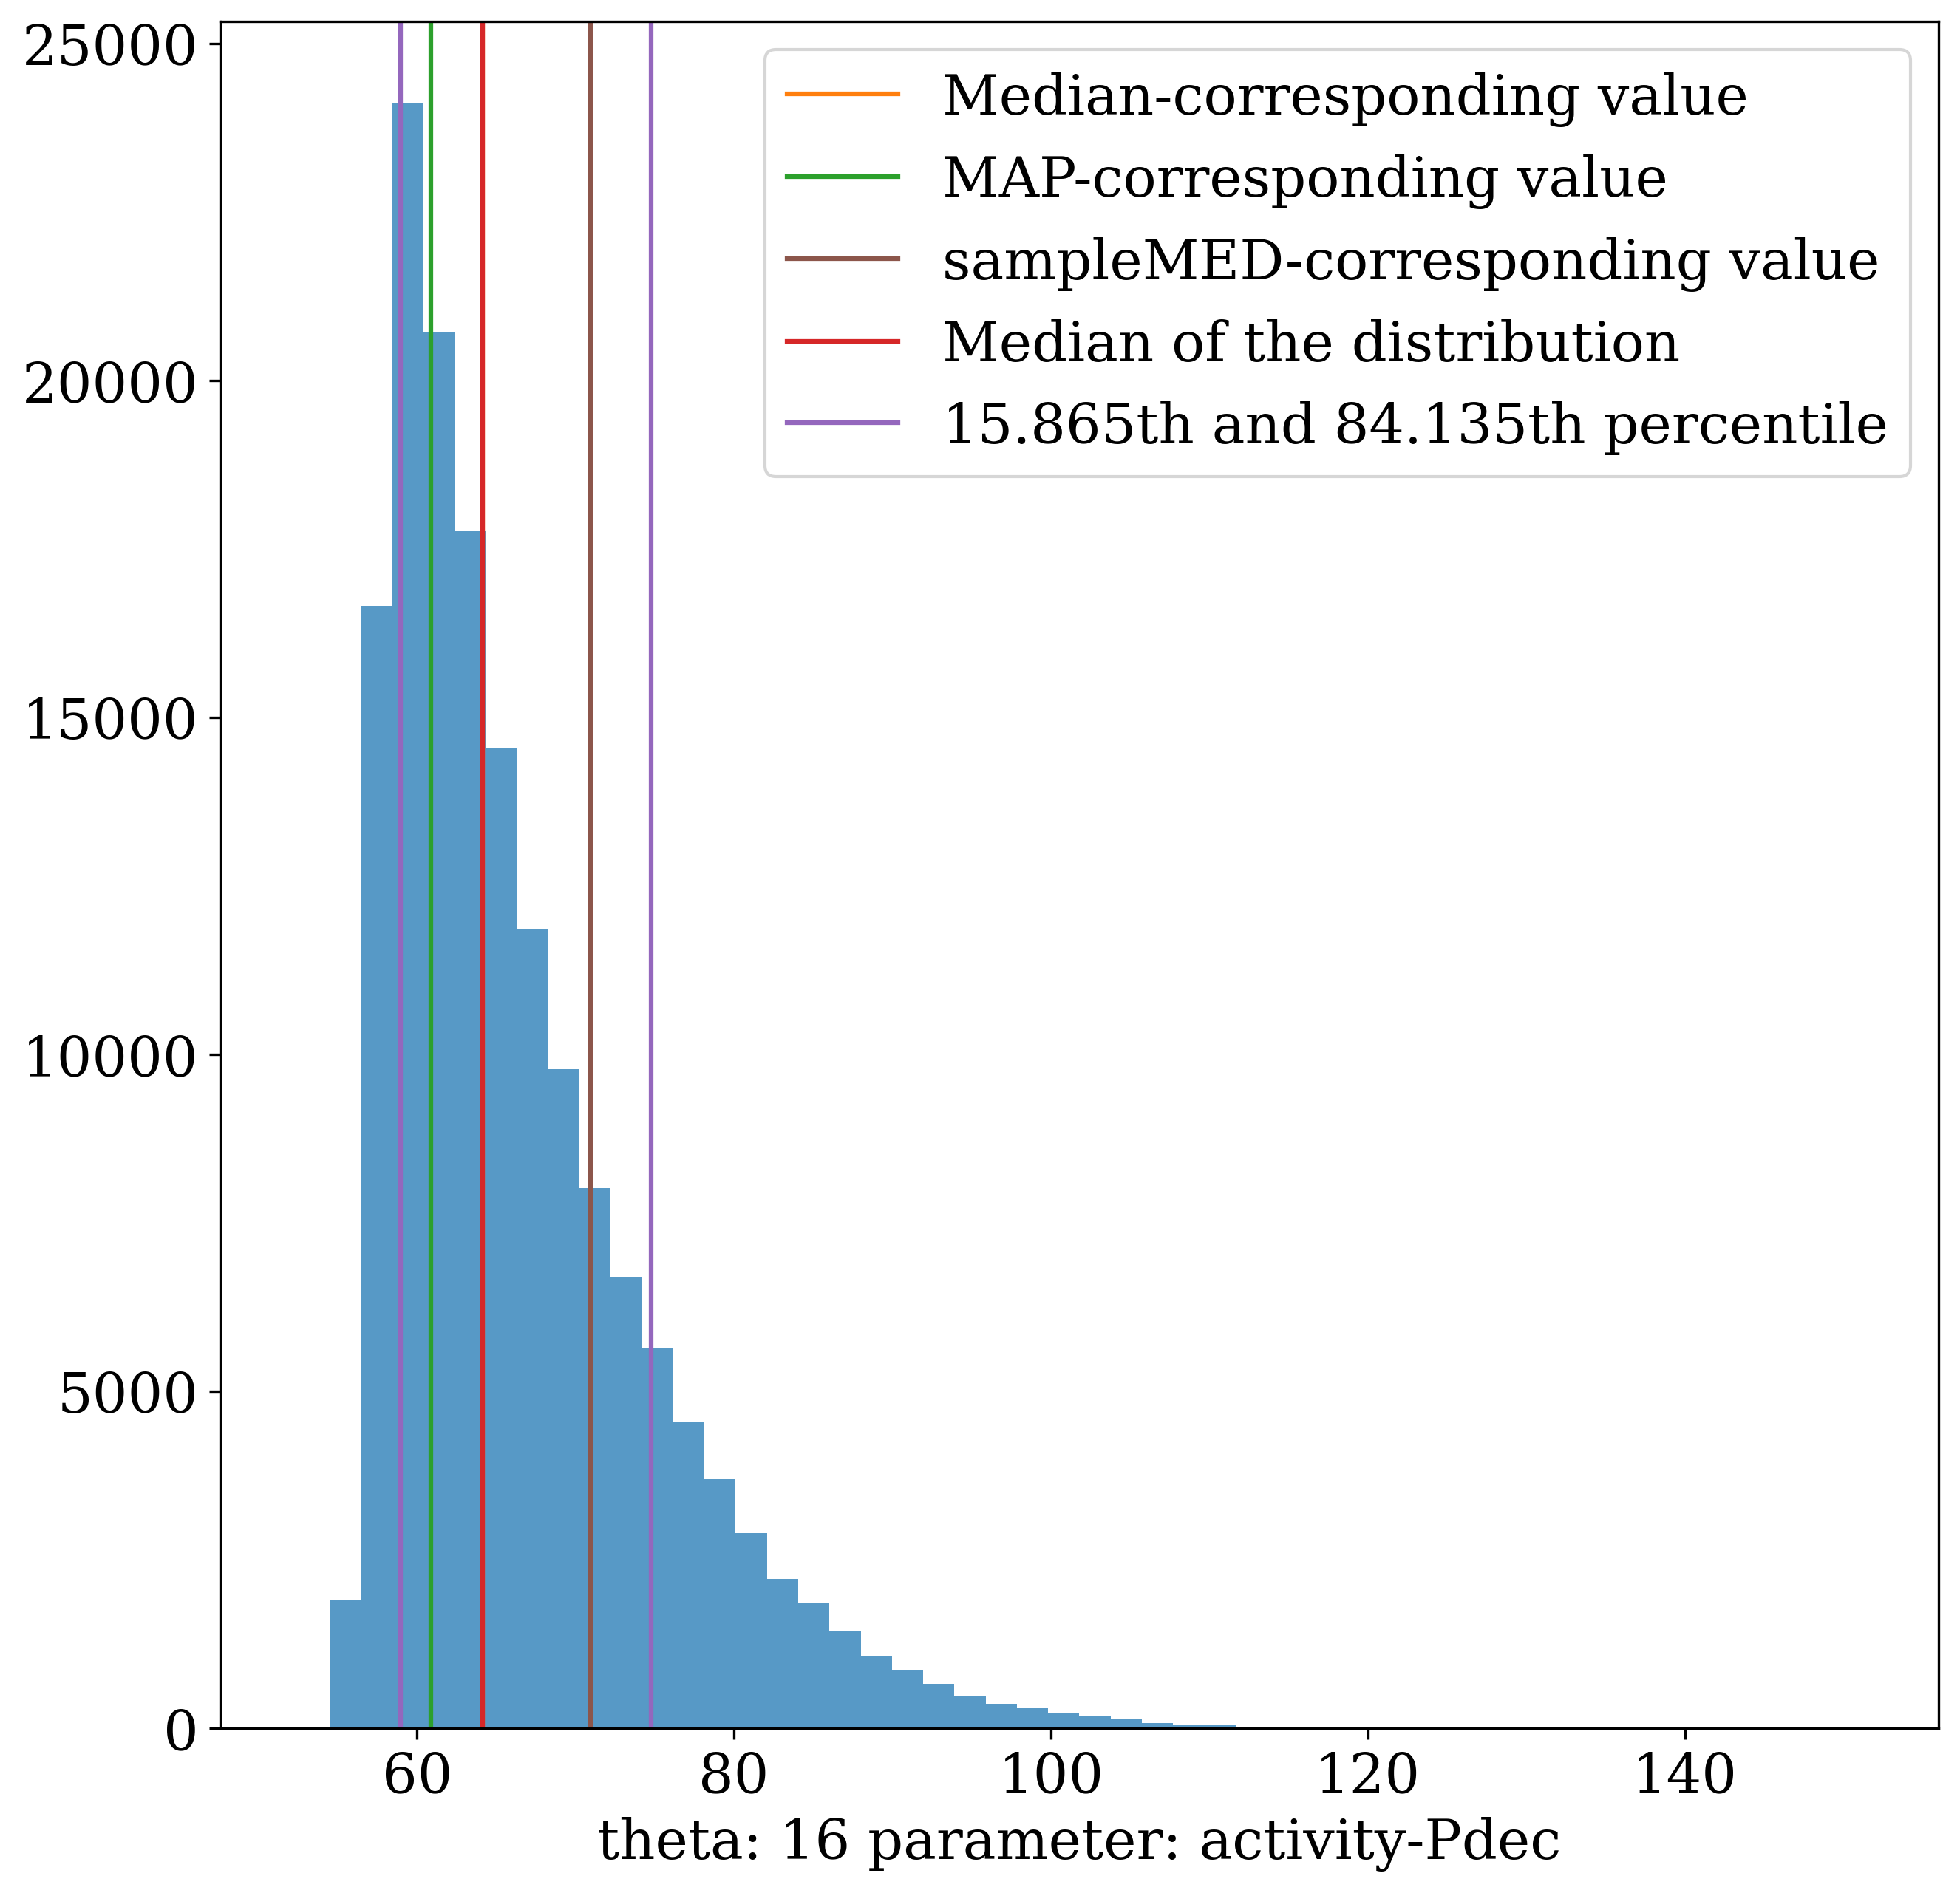 25000
20000
15000
10000
5000
0
Median-corresponding value
MAP-corresponding value
sampleMED-corresponding value
Median of the distribution
15.865th and 84.135th percentile
60 80 100 120 140
theta: 16 parameter: activity-Pdec